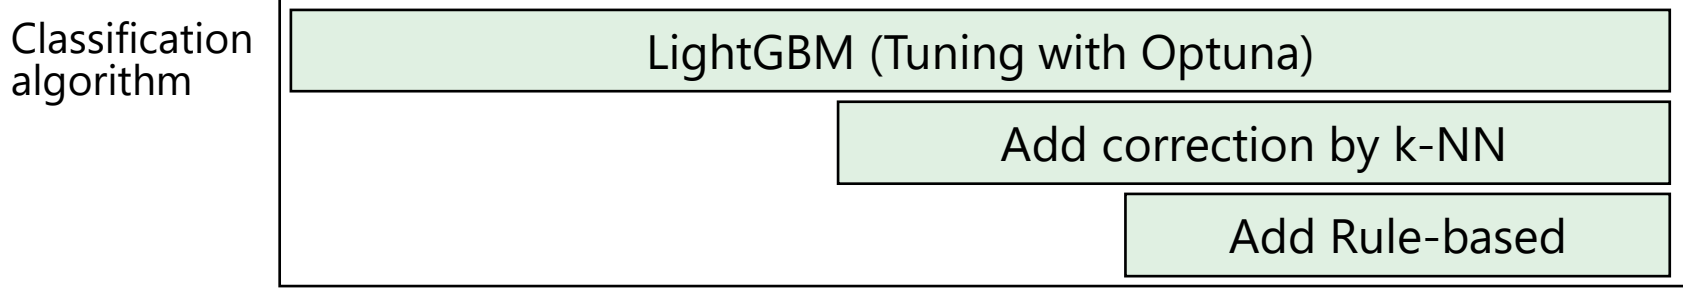 Classification
algorithm
LightGBM (Tuning with Optuna)
Add correction by k-NN
Add Rule-based